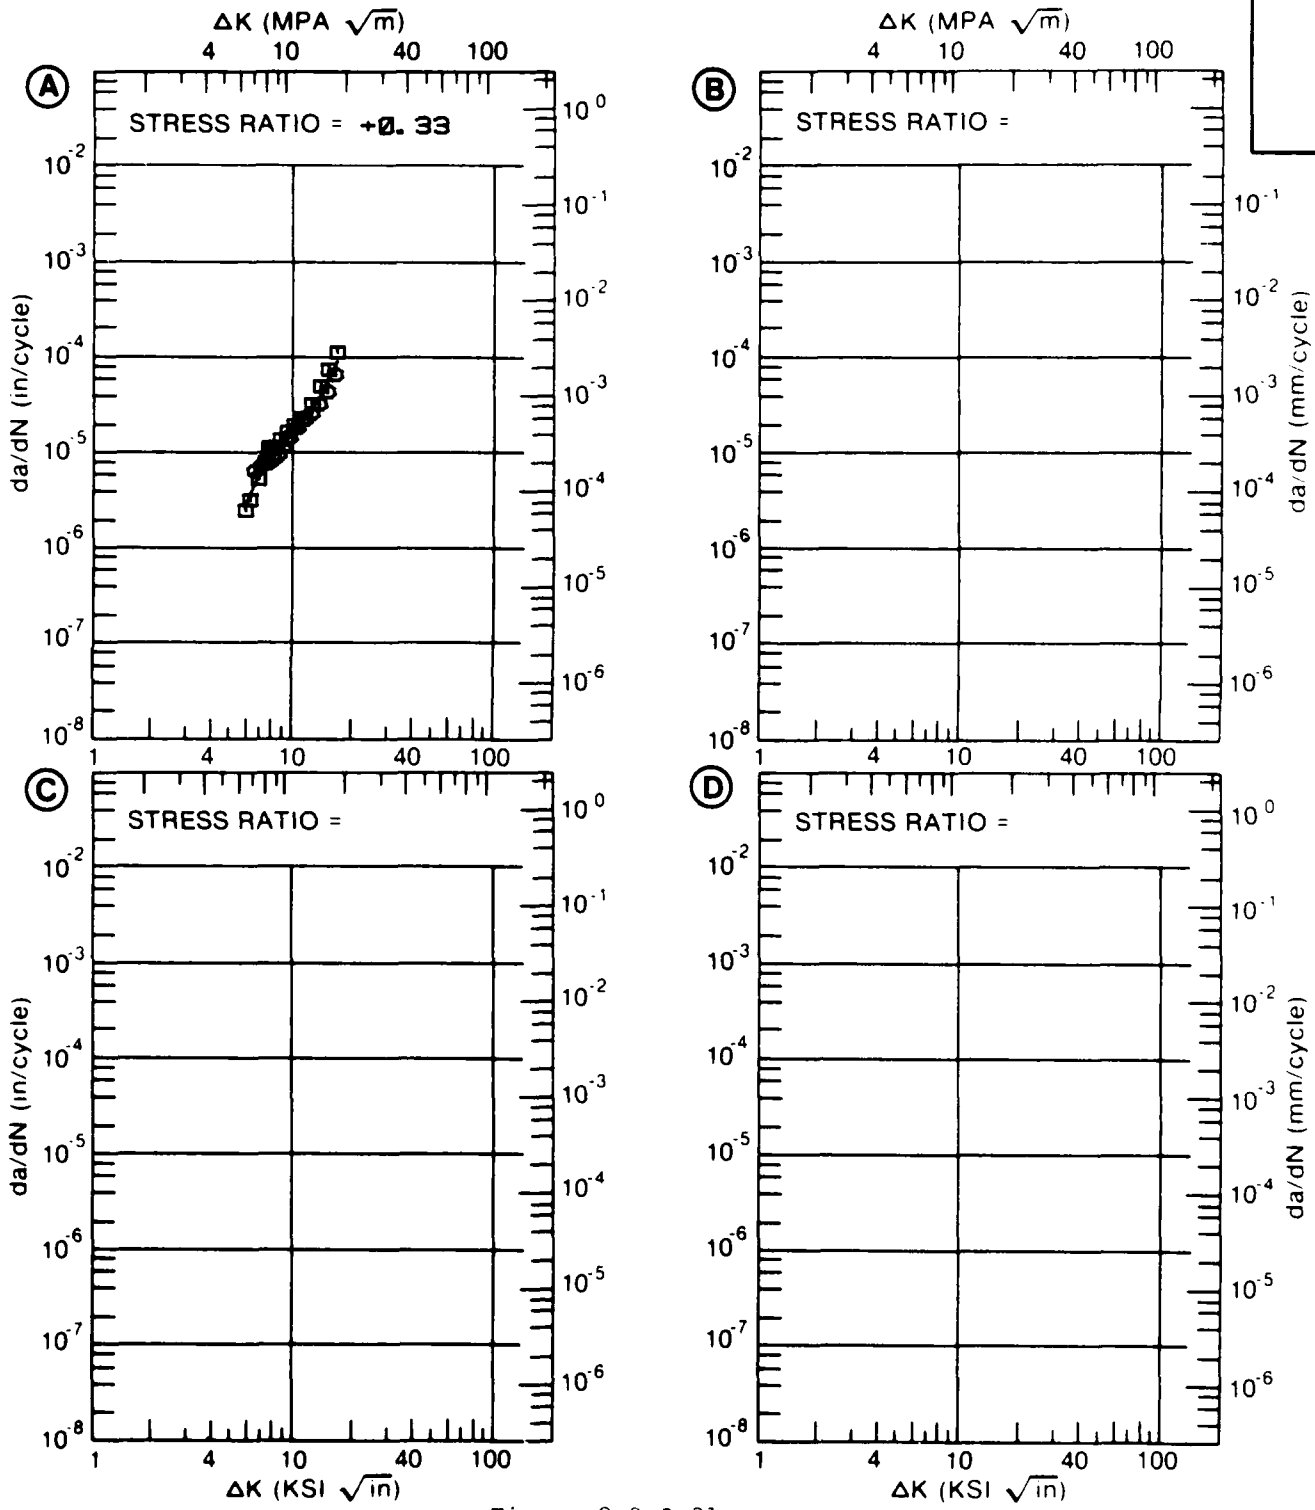 ΔK (MPA √m)
4 10 40 100
A
STRESS RATIO = +0.33
10⁰
10⁻²
10⁻¹
10⁻³
10⁻²
10⁻⁴
10⁻³
10⁻⁵
10⁻⁴
10⁻⁶
10⁻⁵
10⁻⁷
10⁻⁶
10⁻⁸
da/dN (in/cycle)
1 4 10 40 100
ΔK (MPA √m)
4 10 40 100
B
STRESS RATIO =
10⁻²
10⁻¹
10⁻³
10⁻²
10⁻⁴
10⁻³
10⁻⁵
10⁻⁴
10⁻⁶
10⁻⁵
10⁻⁷
10⁻⁶
10⁻⁸
da/dN (mm/cycle)
1 4 10 40 100
C
STRESS RATIO =
10⁰
10⁻²
10⁻¹
10⁻³
10⁻²
10⁻⁴
10⁻³
10⁻⁵
10⁻⁴
10⁻⁶
10⁻⁵
10⁻⁷
10⁻⁶
10⁻⁸
da/dN (in/cycle)
1 4 10 40 100
ΔK (KSI √in)
D
STRESS RATIO =
10⁰
10⁻²
10⁻¹
10⁻³
10⁻²
10⁻⁴
10⁻³
10⁻⁵
10⁻⁴
10⁻⁶
10⁻⁵
10⁻⁷
10⁻⁶
10⁻⁸
da/dN (mm/cycle)
1 4 10 40 100
ΔK (KSI √in)